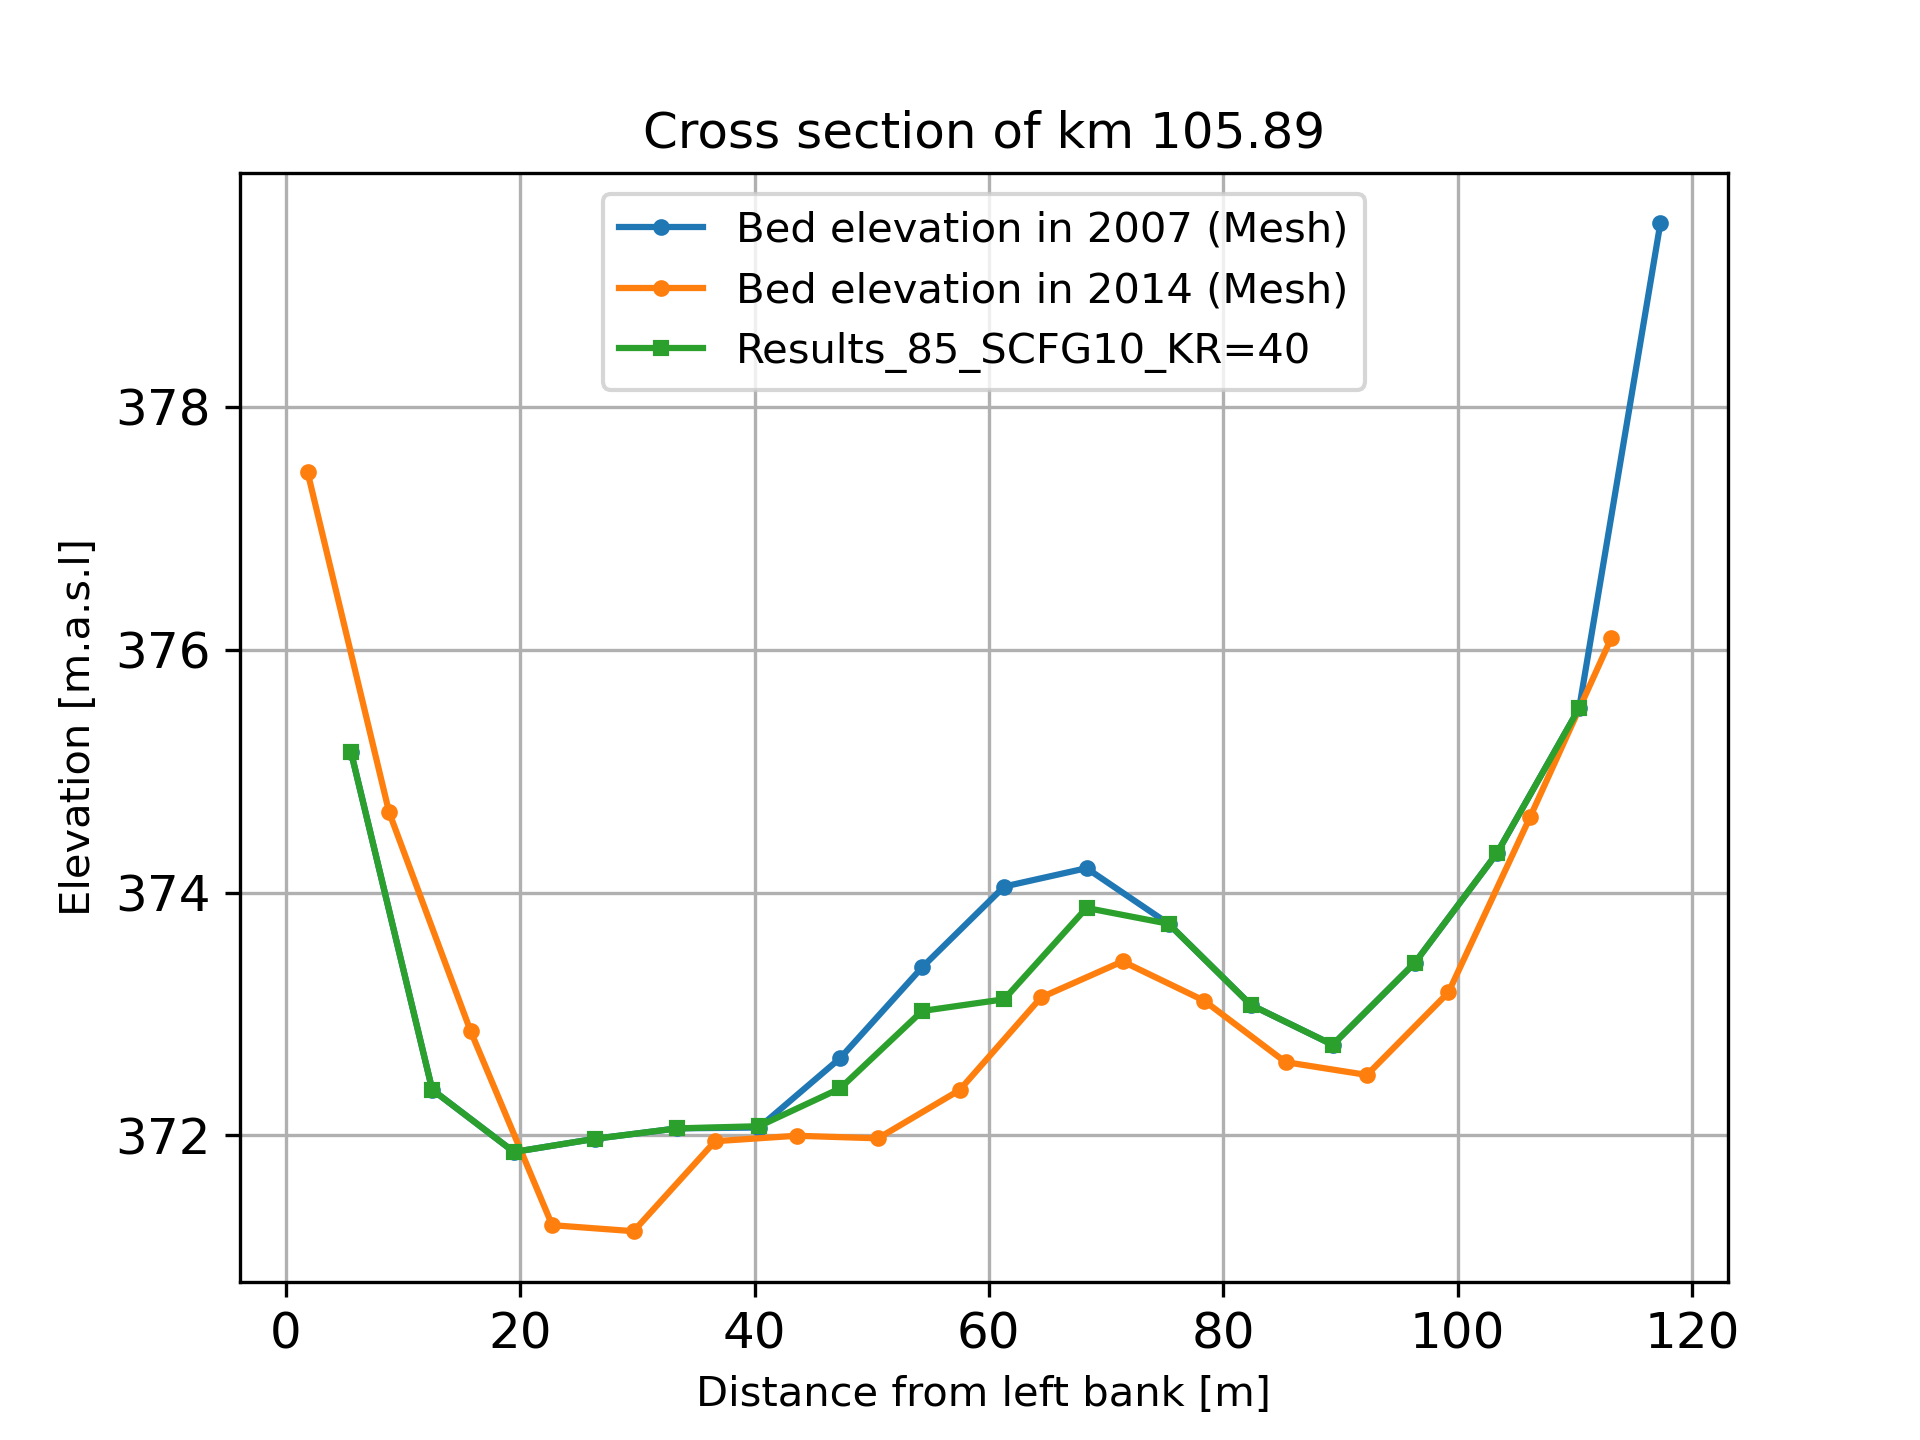 Cross section of km 105.89
Bed elevation in 2007 (Mesh)
Bed elevation in 2014 (Mesh)
Results_85_SCFG10_KR=40
378
376
374
372
Elevation [m.a.s.l]
0 20 40 60 80 100 120
Distance from left bank [m]